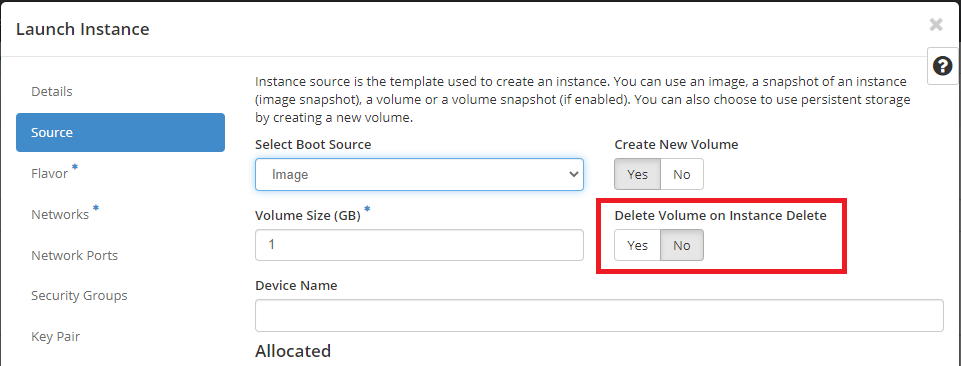 Launch Instance
×
?
Details
Source
Flavor *
Networks *
Network Ports
Security Groups
Key Pair
Instance source is the template used to create an instance. You can use an image, a snapshot of an instance
(image snapshot), a volume or a volume snapshot (if enabled). You can also choose to use persistent storage
by creating a new volume.
Select Boot Source
Image
Create New Volume
Yes No
Volume Size (GB) *
1
Delete Volume on Instance Delete
Yes No
Device Name
Allocated